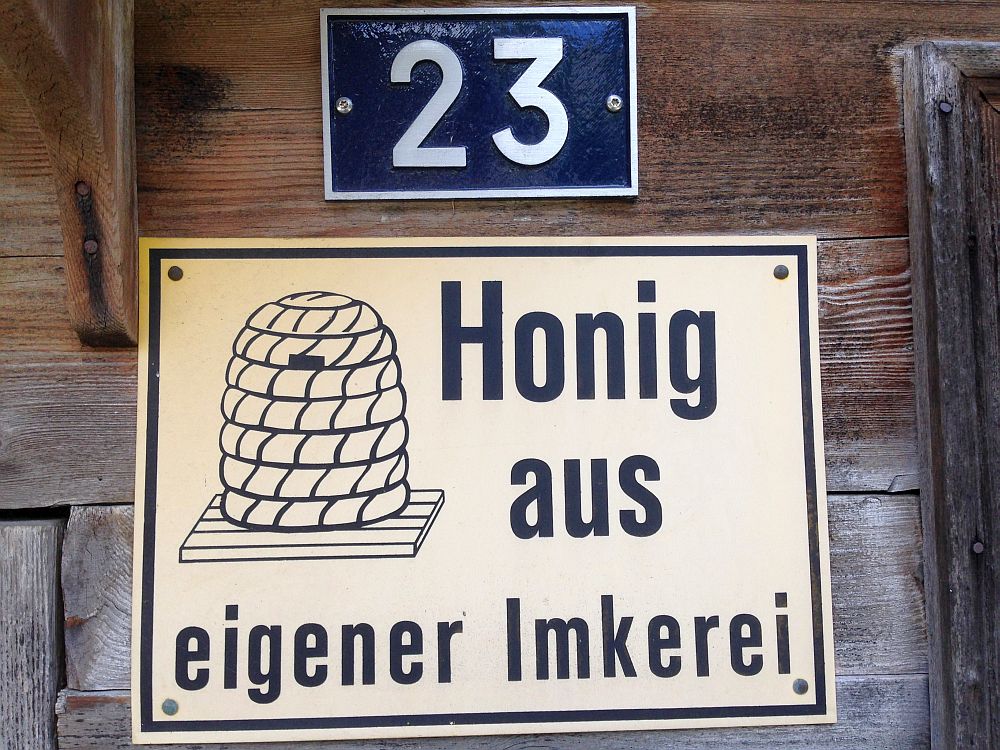 23
Honig
aus
eigener Imkerei